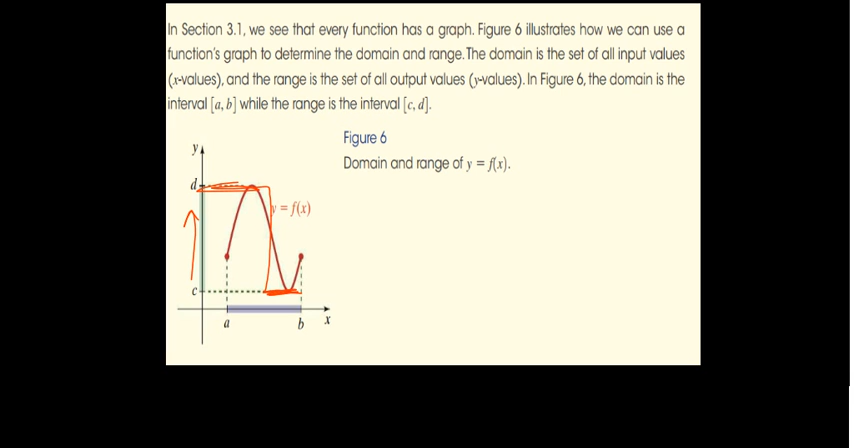 In Section 3.1, we see that every function has a graph. Figure 6 illustrates how we can use a
function's graph to determine the domain and range. The domain is the set of all input values
(x-values), and the range is the set of all output values (y-values). In Figure 6, the domain is the
interval [a, b] while the range is the interval [c, d].
Figure 6
Domain and range of y = f(x).
y
d
y = f(x)
c
a
b
x